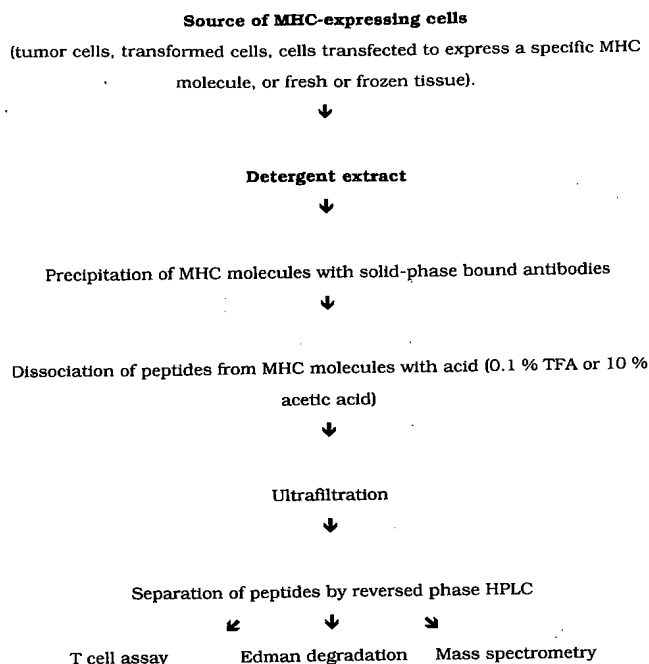 Source of MHC-expressing cells
(tumor cells, transformed cells, cells transfected to express a specific MHC
molecule, or fresh or frozen tissue).
Detergent extract
Precipitation of MHC molecules with solid-phase bound antibodies
Dissociation of peptides from MHC molecules with acid (0.1 % TFA or 10 %
acetic acid)
Ultrafiltration
Separation of peptides by reversed phase HPLC
T cell assay Edman degradation Mass spectrometry